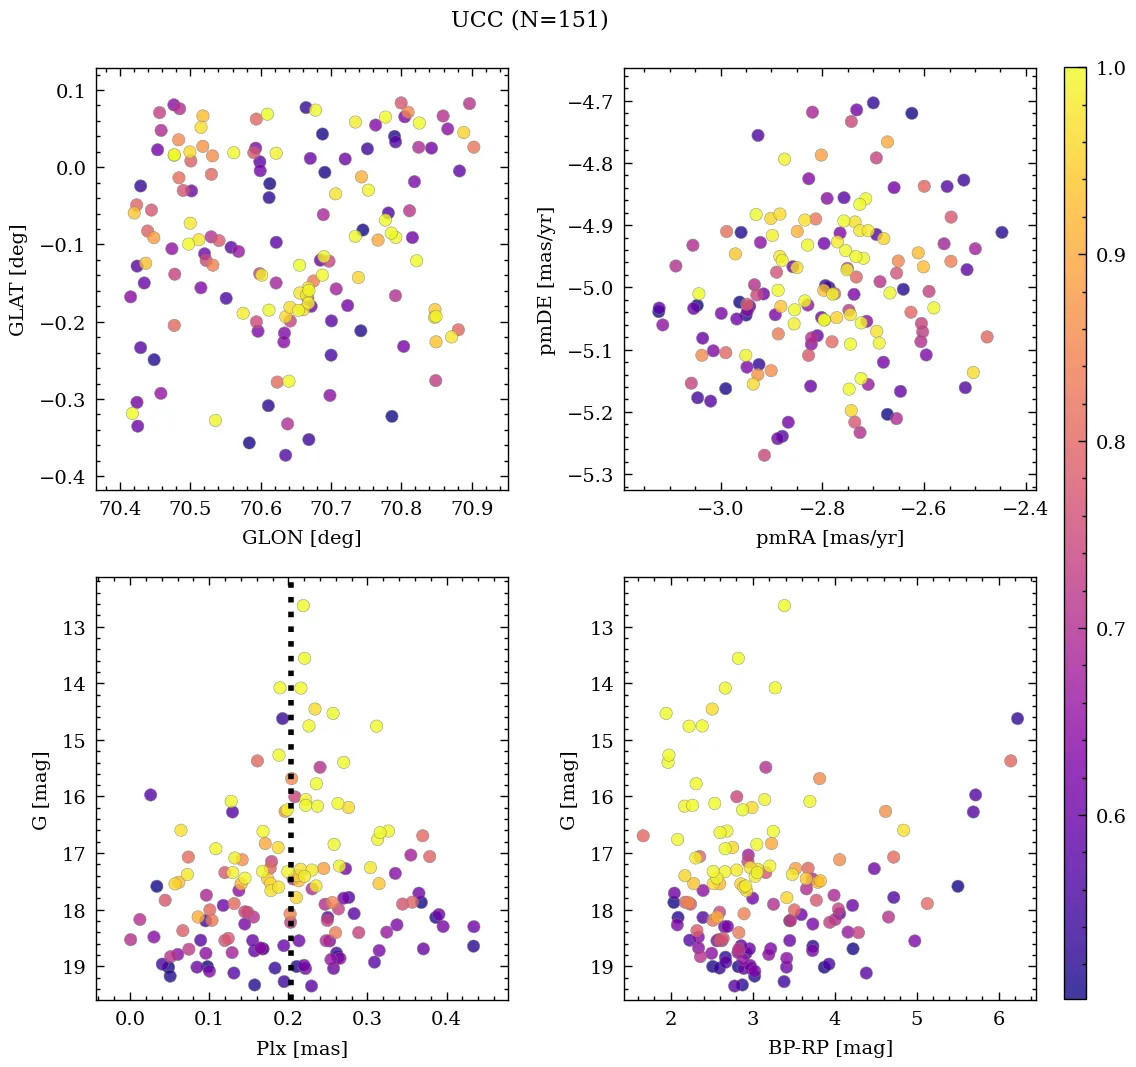 UCC (N=151)
0.1
0.0
−0.1
−0.2
−0.3
−0.4
GLAT [deg]
70.4 70.5 70.6 70.7 70.8 70.9
GLON [deg]
−4.7
−4.8
−4.9
−5.0
−5.1
−5.2
−5.3
pmDE [mas/yr]
−3.0 −2.8 −2.6 −2.4
pmRA [mas/yr]
13
14
15
16
17
18
19
G [mag]
0.0 0.1 0.2 0.3 0.4
Plx [mas]
13
14
15
16
17
18
19
G [mag]
2 3 4 5 6
BP-RP [mag]
1.0
0.9
0.8
0.7
0.6